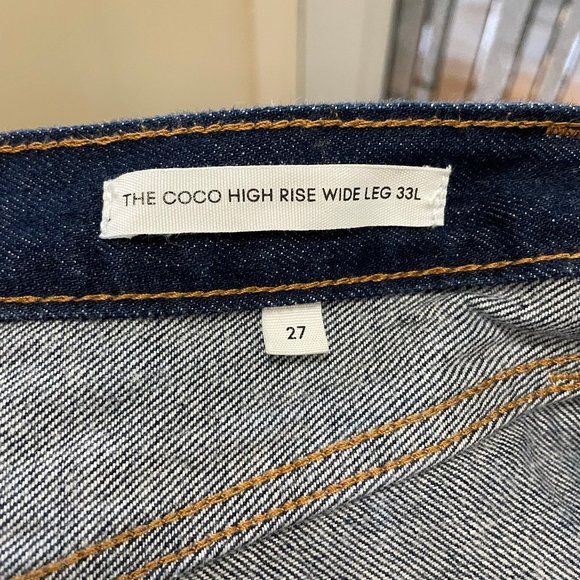 THE COCO HIGH RISE WIDE LEG 33L
27